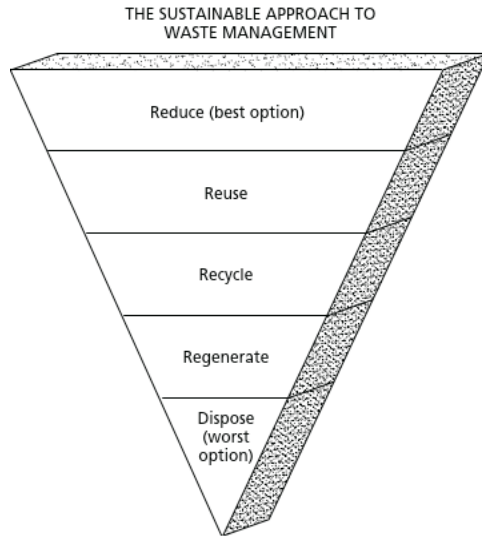 THE SUSTAINABLE APPROACH TO
WASTE MANAGEMENT
Reduce (best option)
Reuse
Recycle
Regenerate
Dispose
(worst
option)